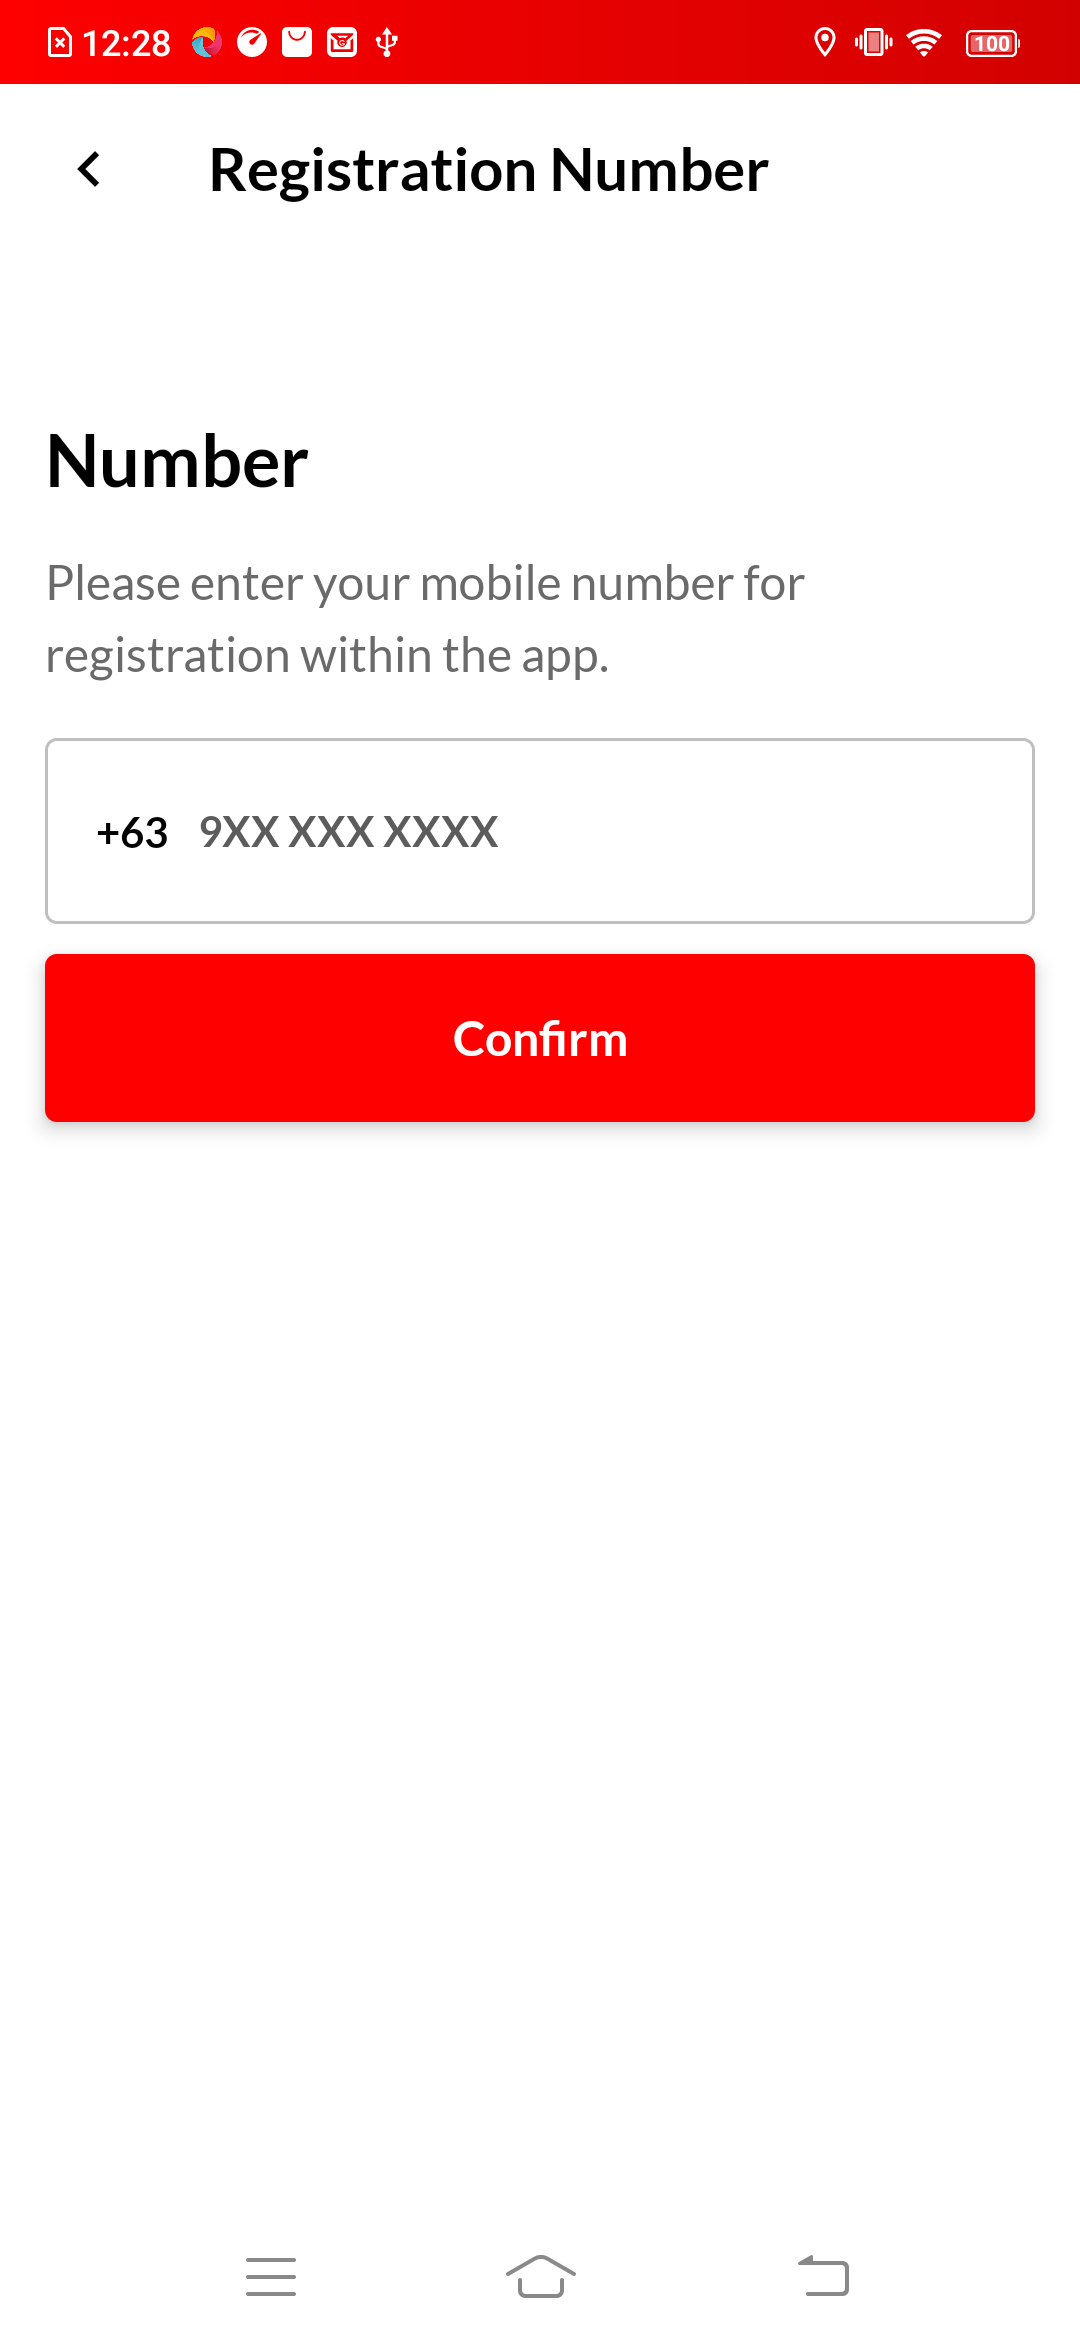 12:28
100
Registration Number
Number
Please enter your mobile number for
registration within the app.
+63 9XX XXX XXXX
Confirm